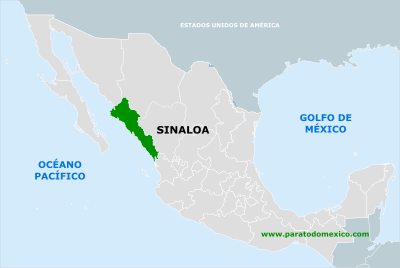 ESTADOS UNIDOS DE AMÉRICA
GOLFO DE
MÉXICO
SINALOA
OCÉANO
PACÍFICO
www.paratodomexico.com